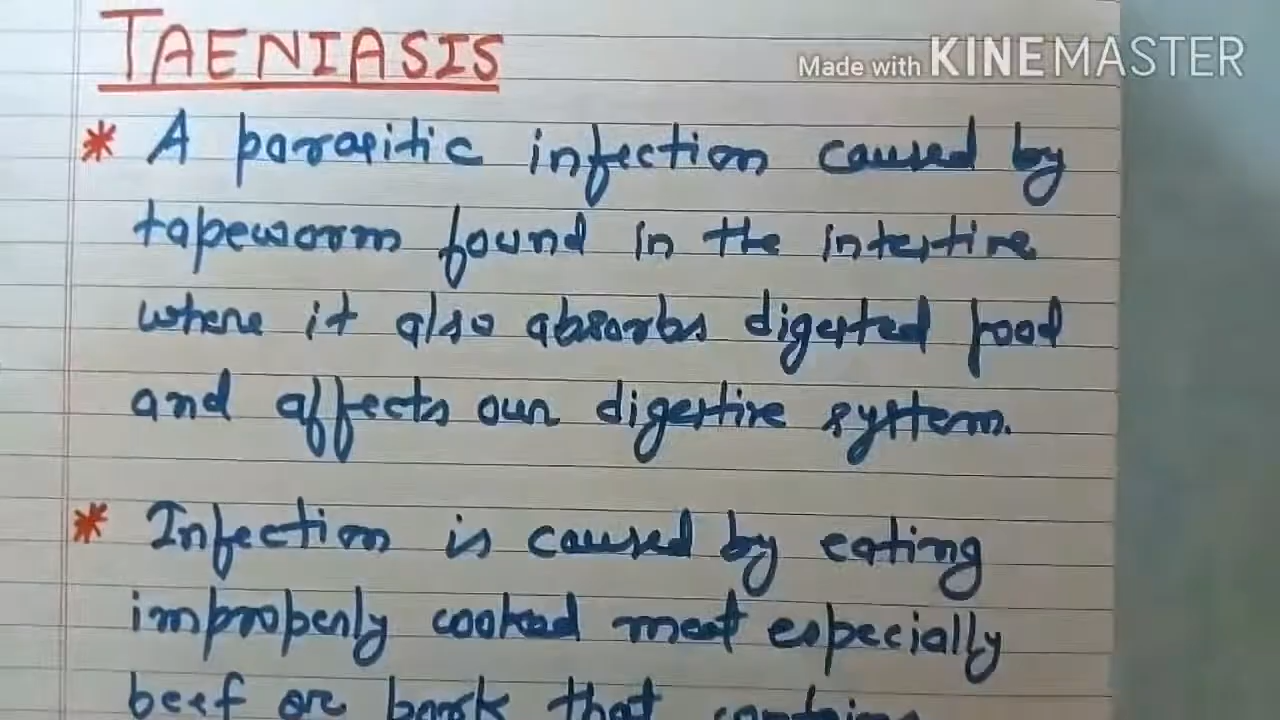 TAENIASIS
Made with KINEMASTER
* A parasitic infection caused by
tapeworm found in the intestine
where it also absorbs digested food
and affects our digestive system.
* Infection is caused by eating
improperly cooked meat especially
beef or pork that contains